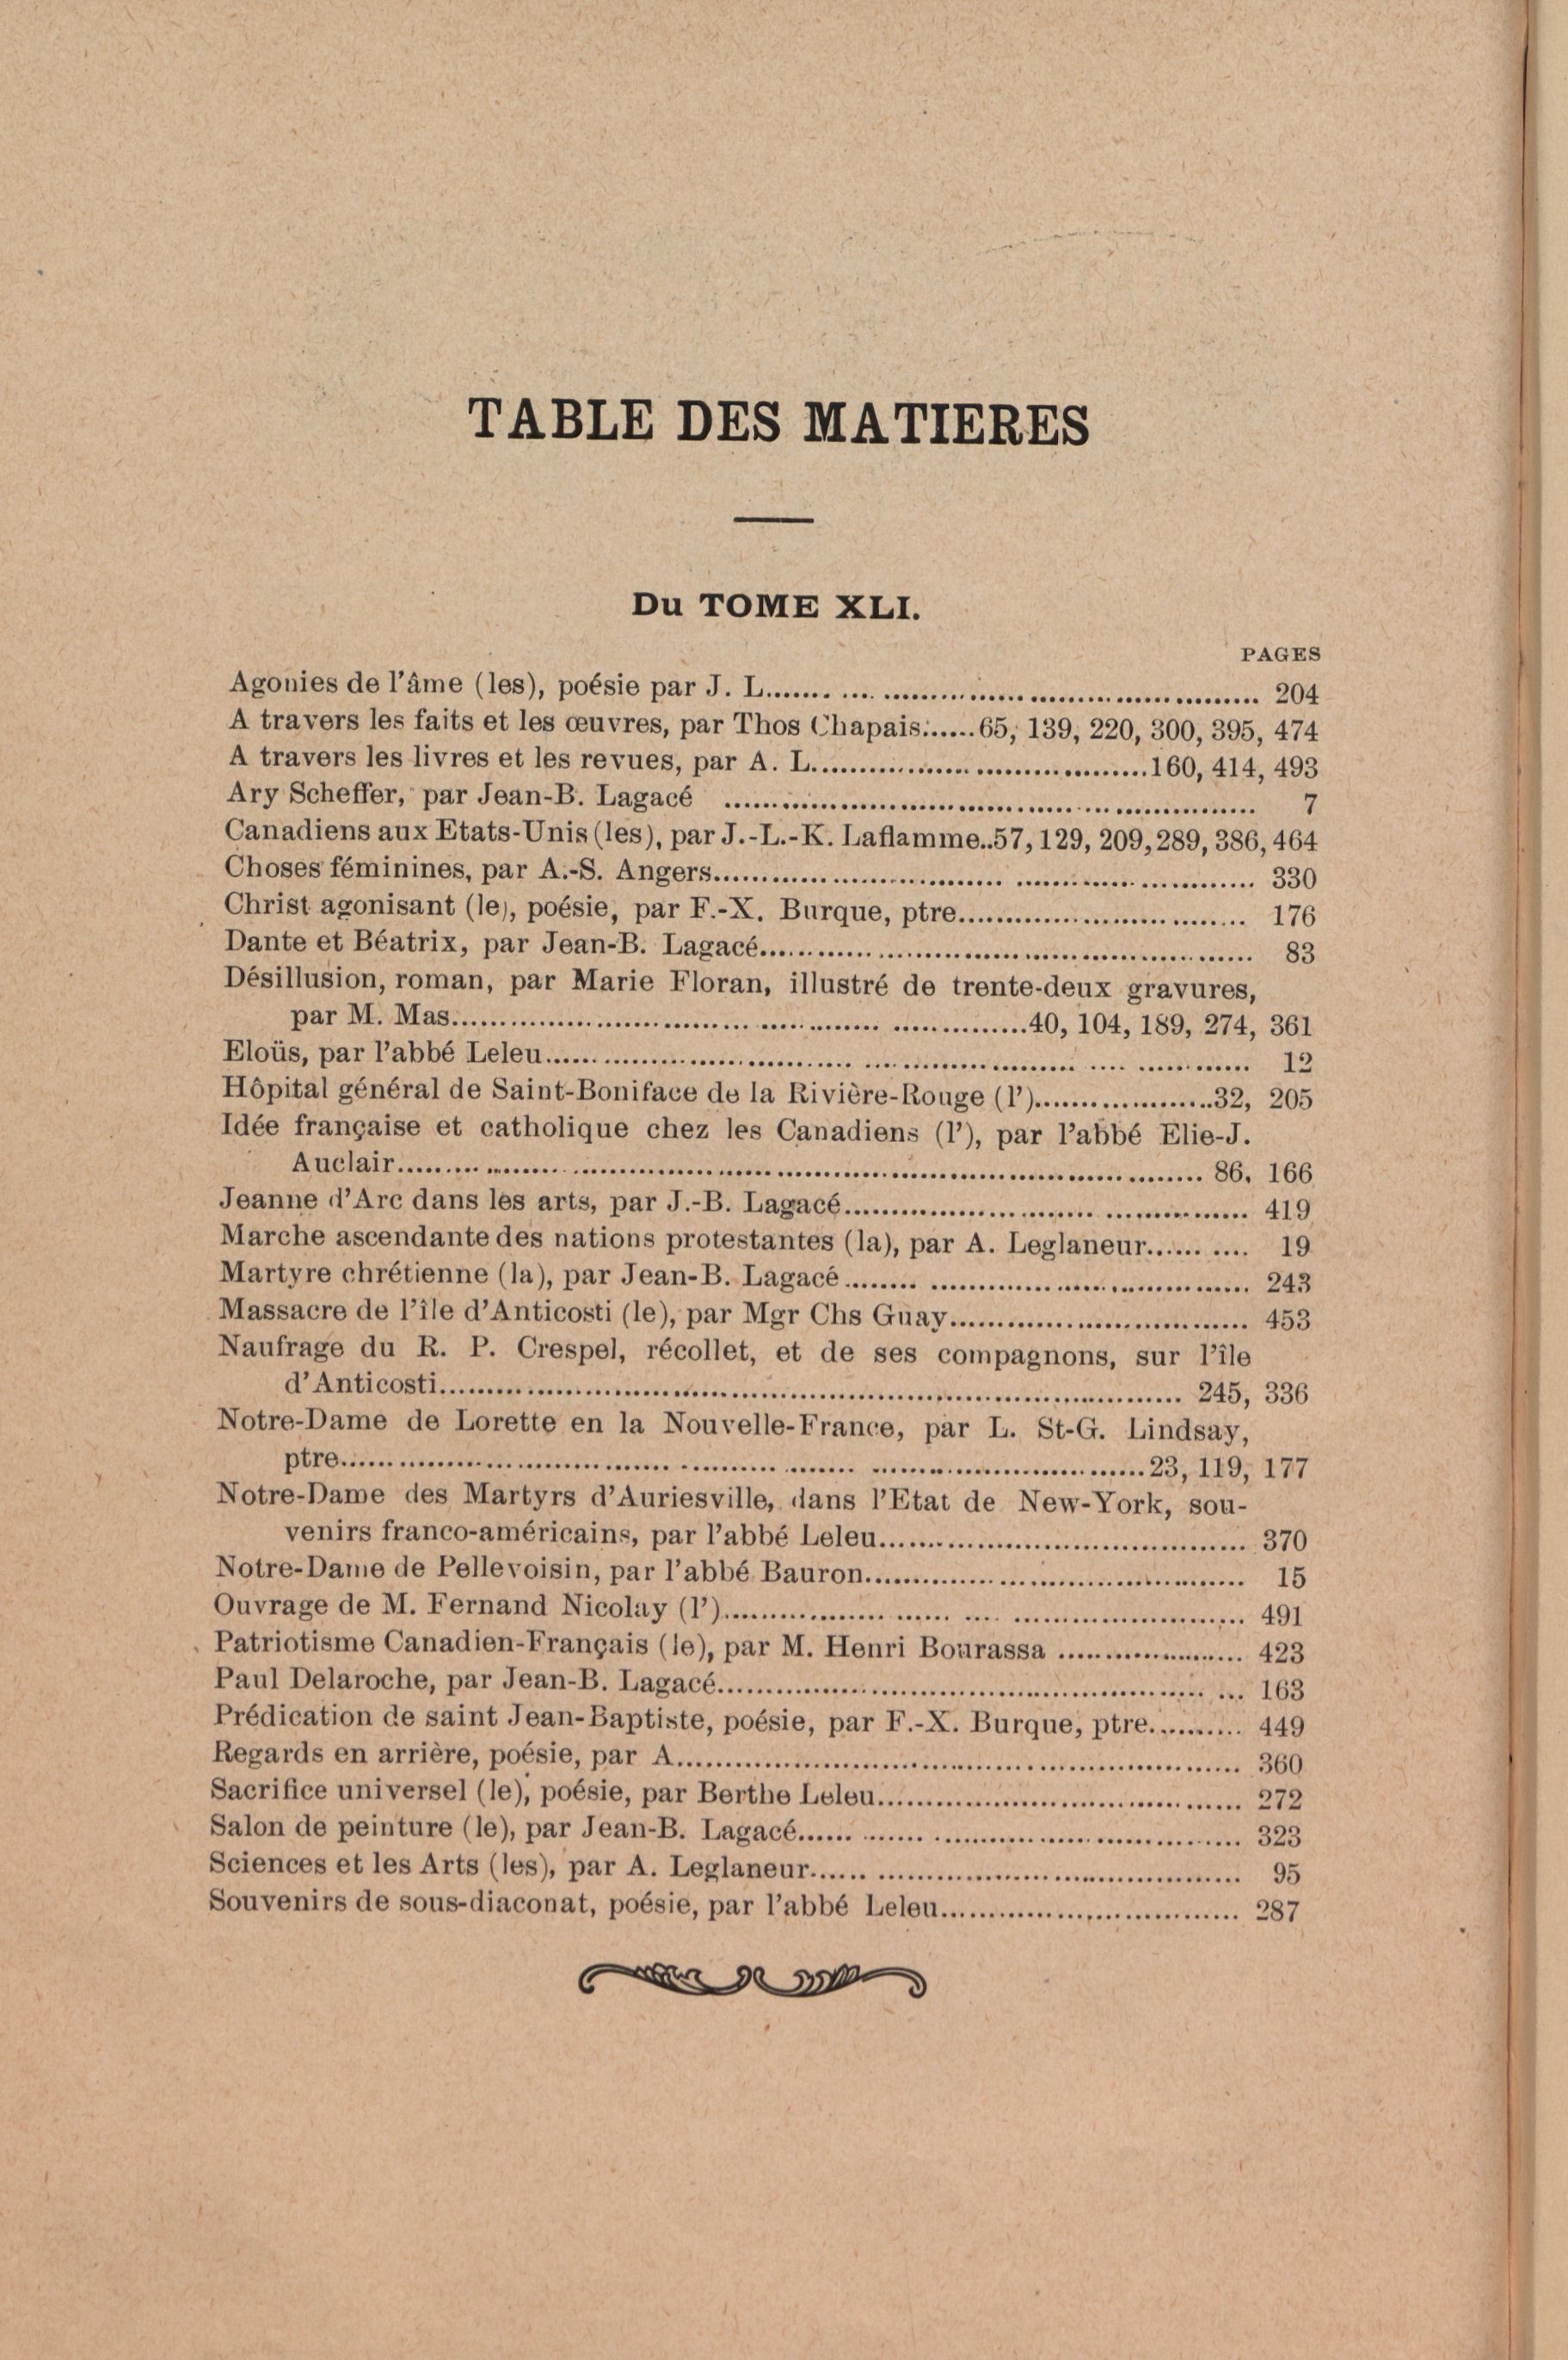 TABLE DES MATIERES
Du TOME XLI.
PAGES
Agonies de l'âme (les), poésie par J. L....... .... ........................................ 204
A travers les faits et les œuvres, par Thos Chapais:.....65, 139, 220, 300, 395, 474
A travers les livres et les revues, par A. L...................................160, 414, 493
Ary Scheffer, par Jean-B. Lagacé ........................................................ 7
Canadiens aux Etats-Unis (les), par J.-L.-K. Laflamme..57, 129, 209, 289, 386, 464
Choses féminines, par A.-S. Angers........................................................ 330
Christ agonisant (le), poésie, par F.-X. Burque, ptre.............................. 176
Dante et Béatrix, par Jean-B. Lagacé.................................................... 83
Désillusion, roman, par Marie Floran, illustré de trente-deux gravures,
par M. Mas............................................................40, 104, 189, 274, 361
Eloüs, par l'abbé Leleu........................................................................ 12
Hôpital général de Saint-Boniface de la Rivière-Rouge (l')...................32, 205
Idée française et catholique chez les Canadiens (l'), par l'abbé Elie-J.
Auclair.................................................................................... 86, 166
Jeanne d'Arc dans les arts, par J.-B. Lagacé.......................................... 419
Marche ascendante des nations protestantes (la), par A. Leglaneur....... .... 19
Martyre chrétienne (la), par Jean-B. Lagacé........ ................................. 243
Massacre de l'île d'Anticosti (le), par Mgr Chs Guay............................... 453
Naufrage du R. P. Crespel, récollet, et de ses compagnons, sur l'île
d'Anticosti.............................................................................. 245, 336
Notre-Dame de Lorette en la Nouvelle-France, par L. St-G. Lindsay,
ptre...................................................................................23, 119, 177
Notre-Dame des Martyrs d'Auriesville, dans l'Etat de New-York, sou-
venirs franco-américains, par l'abbé Leleu...................................... 370
Notre-Dame de Pellevoisin, par l'abbé Bauron....................................... 15
Ouvrage de M. Fernand Nicolay (l')...................................................... 491
Patriotisme Canadien-Français (le), par M. Henri Bourassa ................... 423
Paul Delaroche, par Jean-B. Lagacé...................................................... 163
Prédication de saint Jean-Baptiste, poésie, par F.-X. Burque, ptre.......... 449
Regards en arrière, poésie, par A.......................................................... 360
Sacrifice universel (le), poésie, par Berthe Leleu...................................... 272
Salon de peinture (le), par Jean-B. Lagacé...... ....... ................................ 323
Sciences et les Arts (les), par A. Leglaneur...... ...................................... 95
Souvenirs de sous-diaconat, poésie, par l'abbé Leleu............................... 287